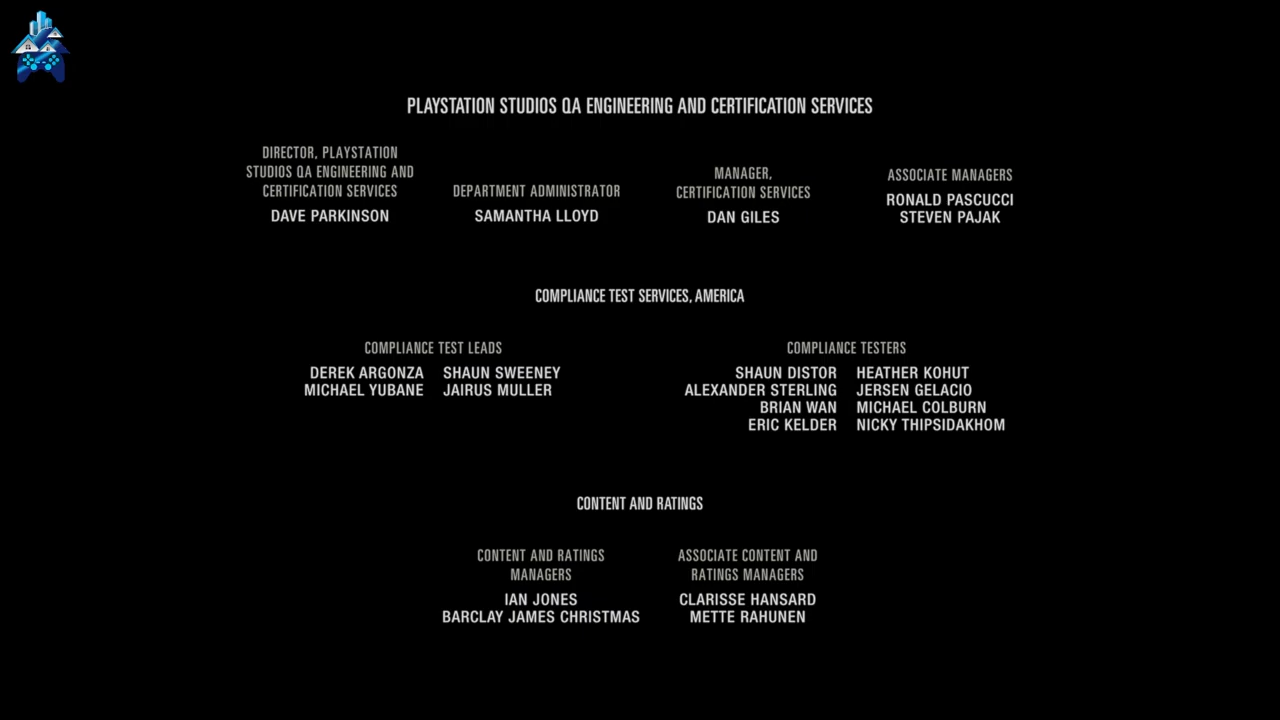 PLAYSTATION STUDIOS QA ENGINEERING AND CERTIFICATION SERVICES
DIRECTOR, PLAYSTATION
STUDIOS QA ENGINEERING AND
CERTIFICATION SERVICES
DAVE PARKINSON
DEPARTMENT ADMINISTRATOR
SAMANTHA LLOYD
MANAGER,
CERTIFICATION SERVICES
DAN GILES
ASSOCIATE MANAGERS
RONALD PASCUCCI
STEVEN PAJAK
COMPLIANCE TEST SERVICES, AMERICA
COMPLIANCE TEST LEADS
DEREK ARGONZA SHAUN SWEENEY
MICHAEL YUBANE JAIRUS MULLER
COMPLIANCE TESTERS
SHAUN DISTOR HEATHER KOHUT
ALEXANDER STERLING JERSEN GELACIO
BRIAN WAN MICHAEL COLBURN
ERIC KELDER NICKY THIPSIDAKHOM
CONTENT AND RATINGS
CONTENT AND RATINGS
MANAGERS
IAN JONES
BARCLAY JAMES CHRISTMAS
ASSOCIATE CONTENT AND
RATINGS MANAGERS
CLARISSE HANSARD
METTE RAHUNEN